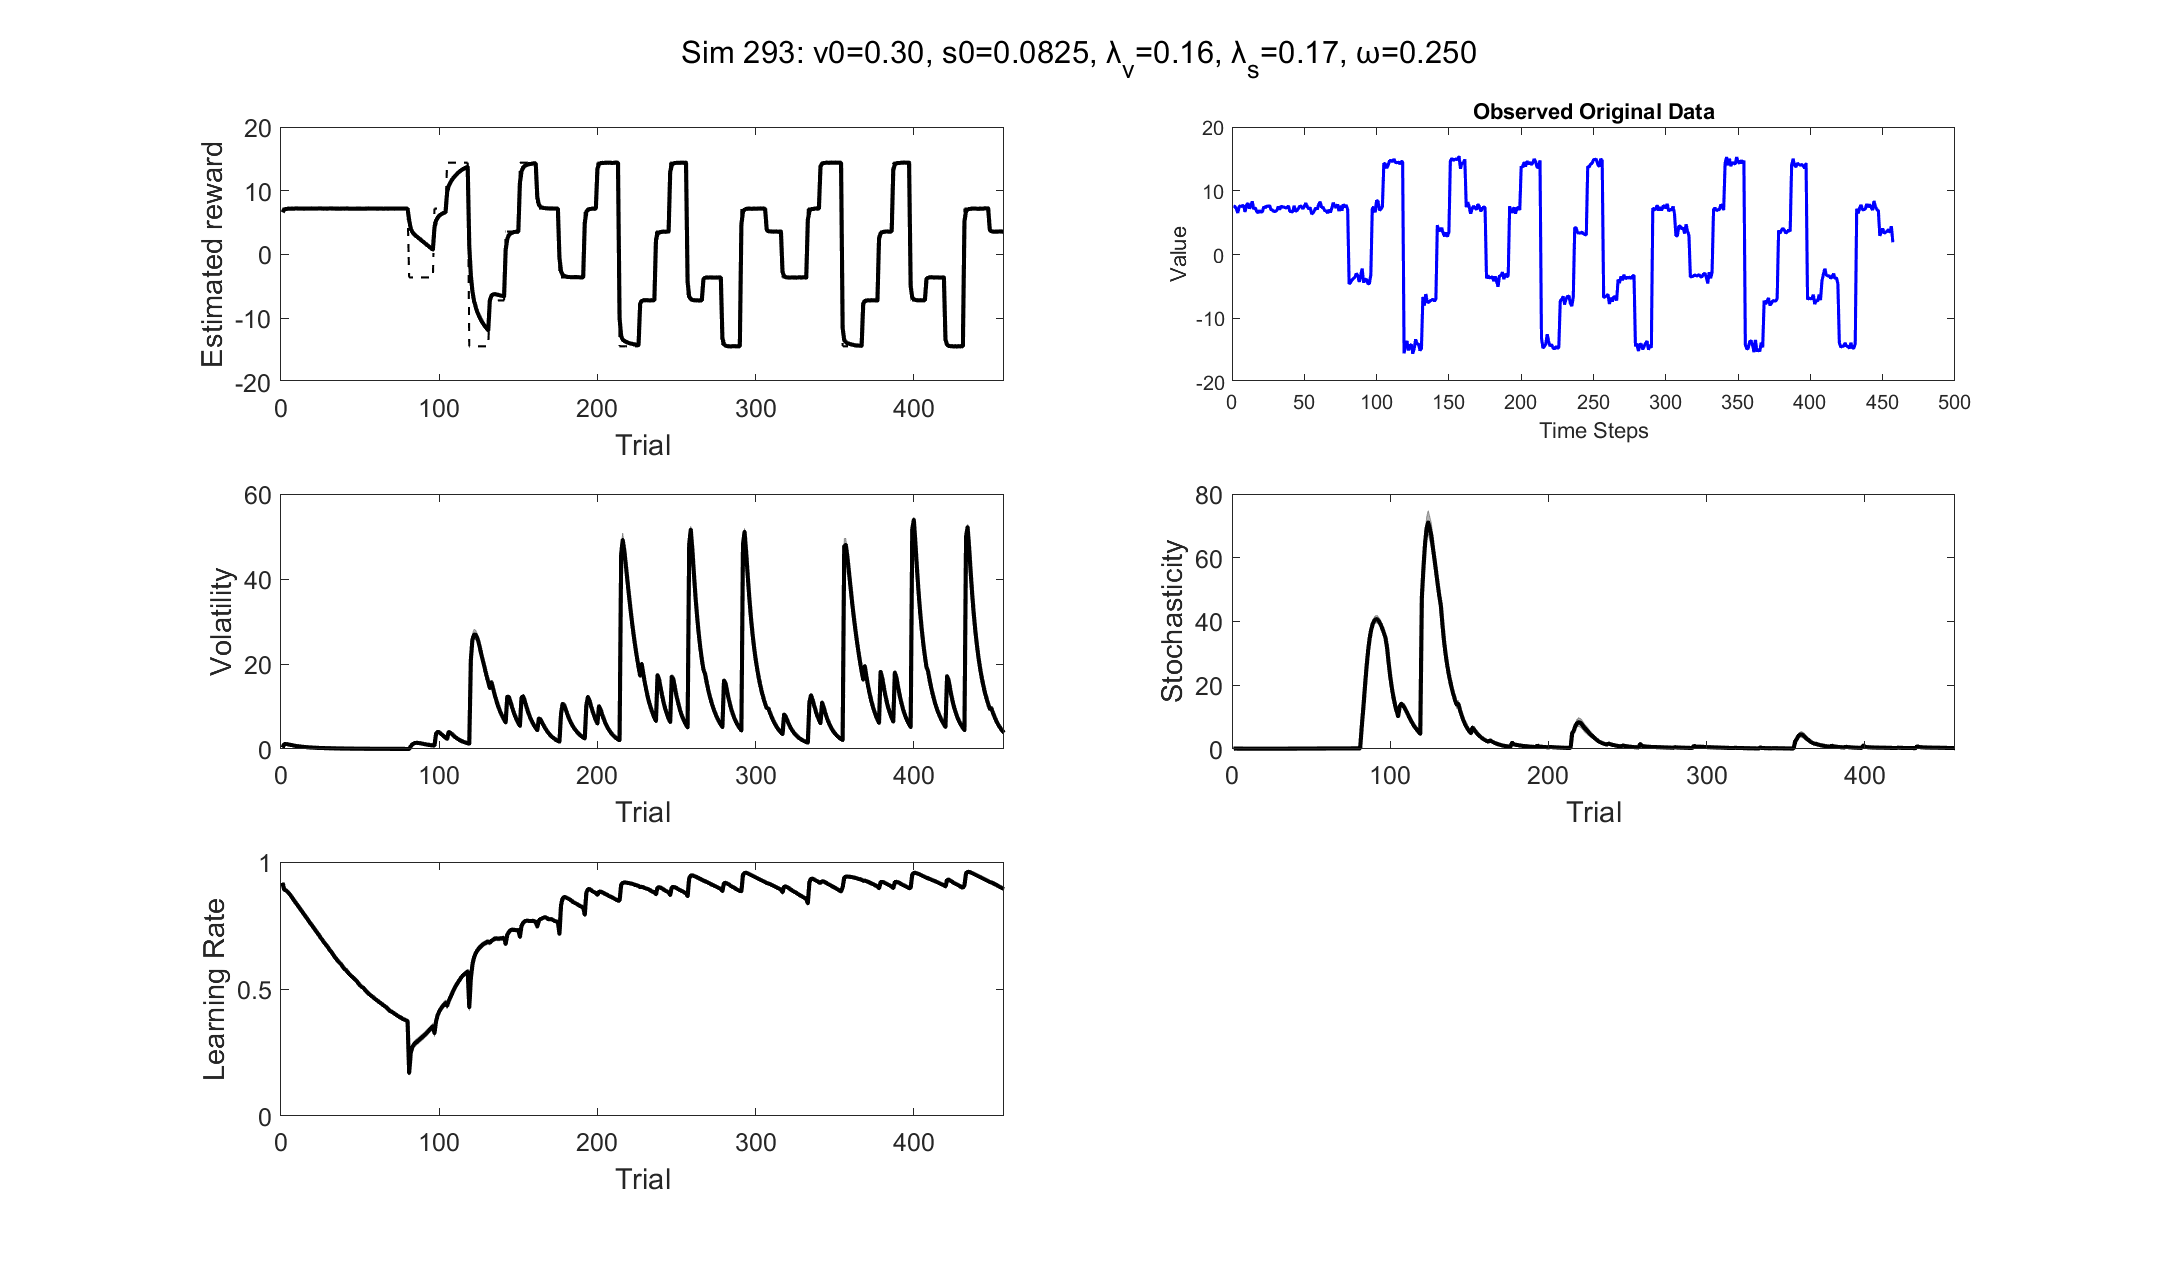 Sim 293: v0=0.30, s0=0.0825, λv=0.16, λs=0.17, ω=0.250
Estimated reward
20
10
0
-10
-20
0 100 200 300 400
Trial
Observed Original Data
Value
20
10
0
-10
-20
0 50 100 150 200 250 300 350 400 450 500
Time Steps
Volatility
60
40
20
0
0 100 200 300 400
Trial
Stochasticity
80
60
40
20
0
0 100 200 300 400
Trial
Learning Rate
1
0.5
0
0 100 200 300 400
Trial